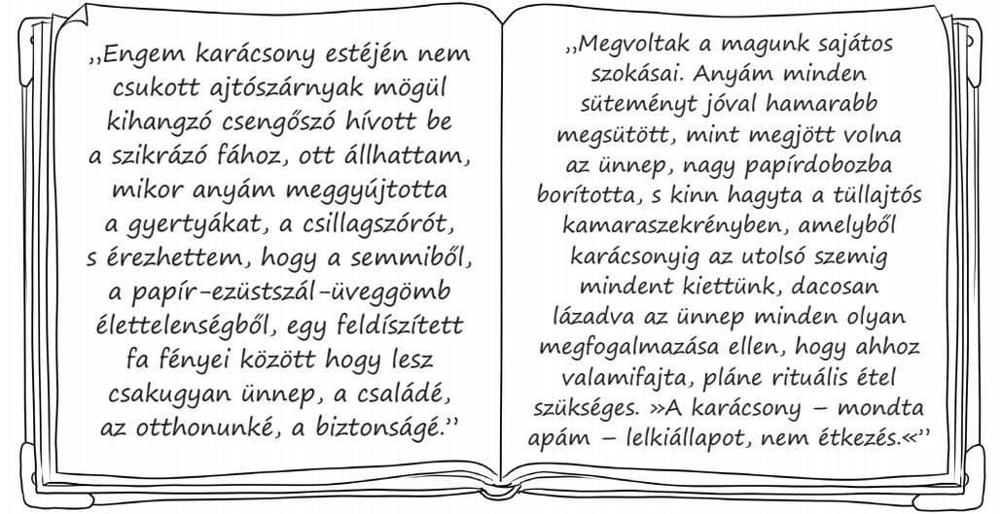 „Engem karácsony estéjén nem
csukott ajtószárnyak mögül
kihangzó csengőszó hívott be
a szikrázó fához, ott állhattam,
mikor anyám meggyújtotta
a gyertyákat, a csillagszórót,
s érezhettem, hogy a semmiből,
a papír-ezüstszál-üveggömb
élettelenségből, egy feldíszített
fa fényei között hogy lesz
csakugyan ünnep, a családé,
az otthonunké, a biztonságé.”
„Megvoltak a magunk sajátos
szokásai. Anyám minden
süteményt jóval hamarabb
megsütött, mint megjött volna
az ünnep, nagy papírdobozba
borította, s kinn hagyta a tüllajtós
kamaraszekrényben, amelyből
karácsonyig az utolsó szemig
mindent kiettünk, dacosan
lázadva az ünnep minden olyan
megfogalmazása ellen, hogy ahhoz
valamifajta, pláne rituális étel
szükséges. »A karácsony – mondta
apám – lelkiállapot, nem étkezés.«”